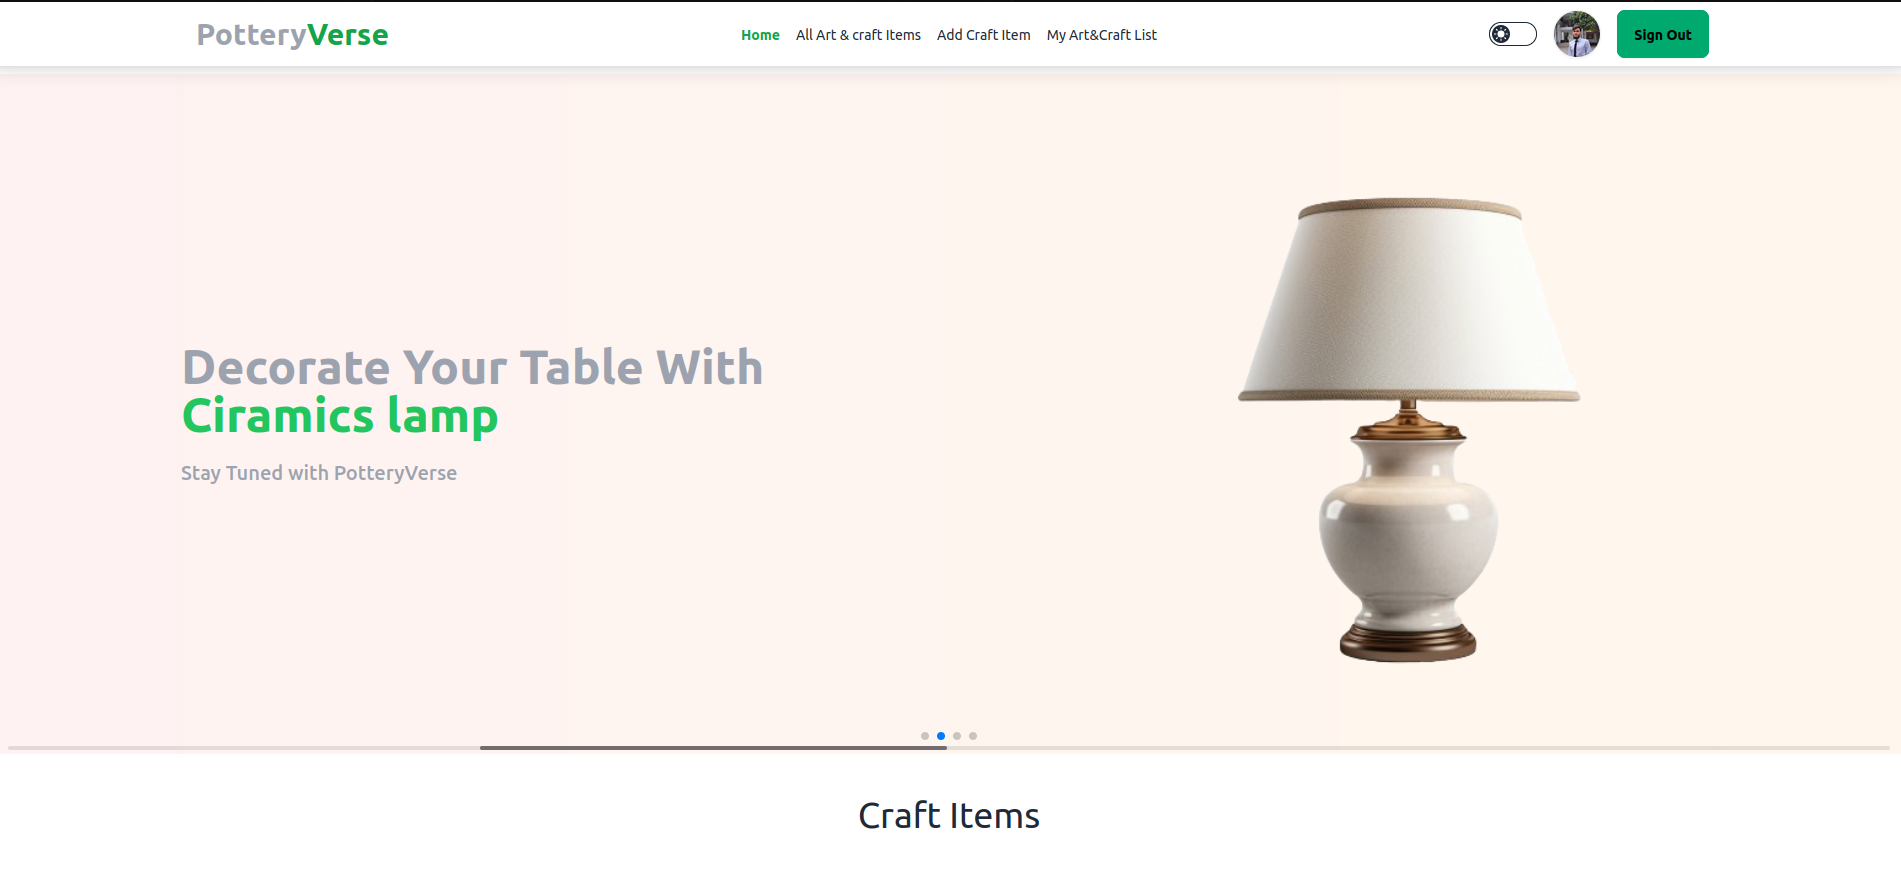 PotteryVerse
Home
All Art & craft Items
Add Craft Item
My Art&Craft List
Sign Out
Decorate Your Table With
Ciramics lamp
Stay Tuned with PotteryVerse
Craft Items